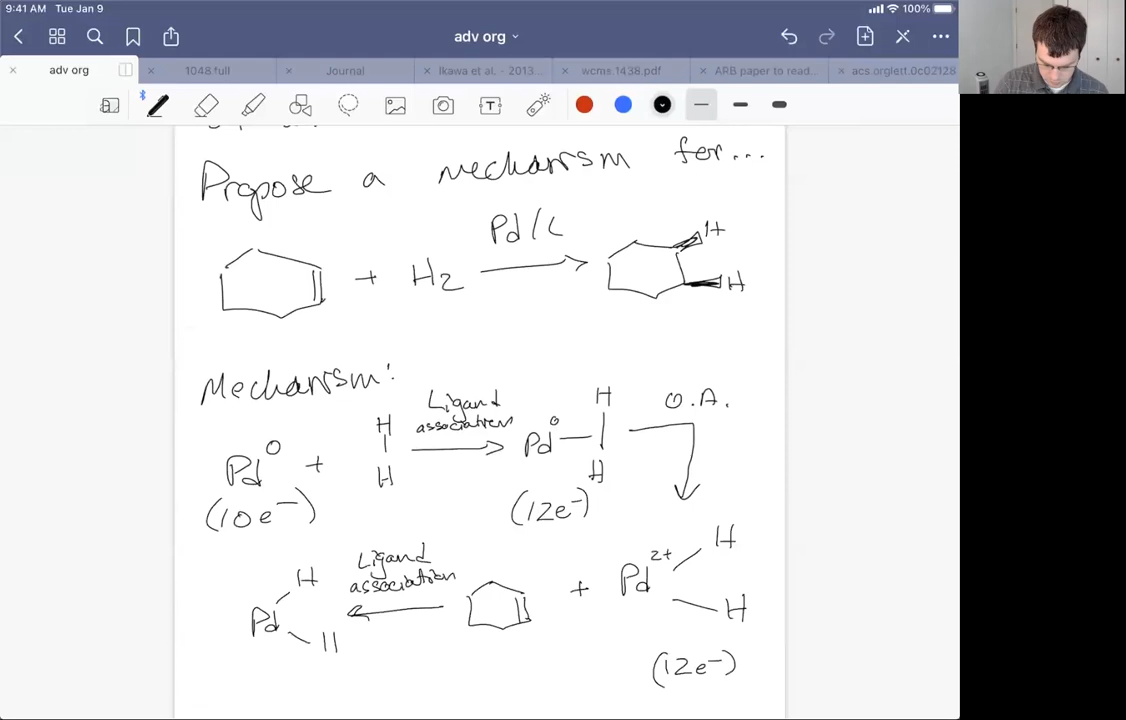 9:41 AM Tue Jan 9
100%
adv org
adv org
1048.full
Journal
Ikawa et al. - 2013...
wcms.1438.pdf
ARB paper to read...
acs.orglett.0c02128
Propose a mechanism for...
+ H2
Pd/C
H
H
Mechanism:
Pd0 + H-H
Ligand association
Pd0
H
H
O.A.
(10e-)
(12e-)
Pd
H
H
Ligand association
+ Pd2+
H
H
(12e-)